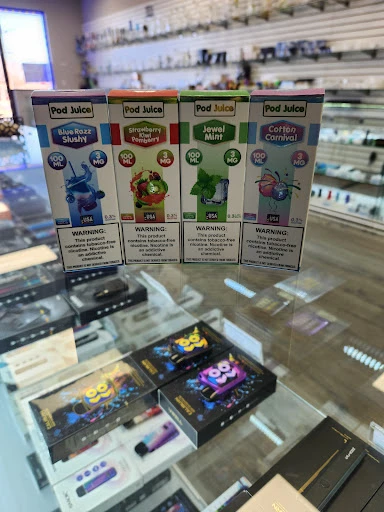 Pod Juice
Blue Razz
Slushy
100
ML
3
MG
USA
WARNING:
This product
contains tobacco-free
nicotine. Nicotine is
an addictive
chemical.
Pod Juice
Strawberry
Kiwi
Pomberry
100
ML
3
MG
USA
WARNING:
This product
contains tobacco-free
nicotine. Nicotine is
an addictive
chemical.
Pod Juice
Jewel
Mint
100
ML
3
MG
USA
WARNING:
This product
contains tobacco-free
nicotine. Nicotine is
an addictive
chemical.
Pod Juice
Cotton
Carnival
100
ML
3
MG
USA
WARNING:
This product
contains tobacco-free
nicotine. Nicotine is
an addictive
chemical.